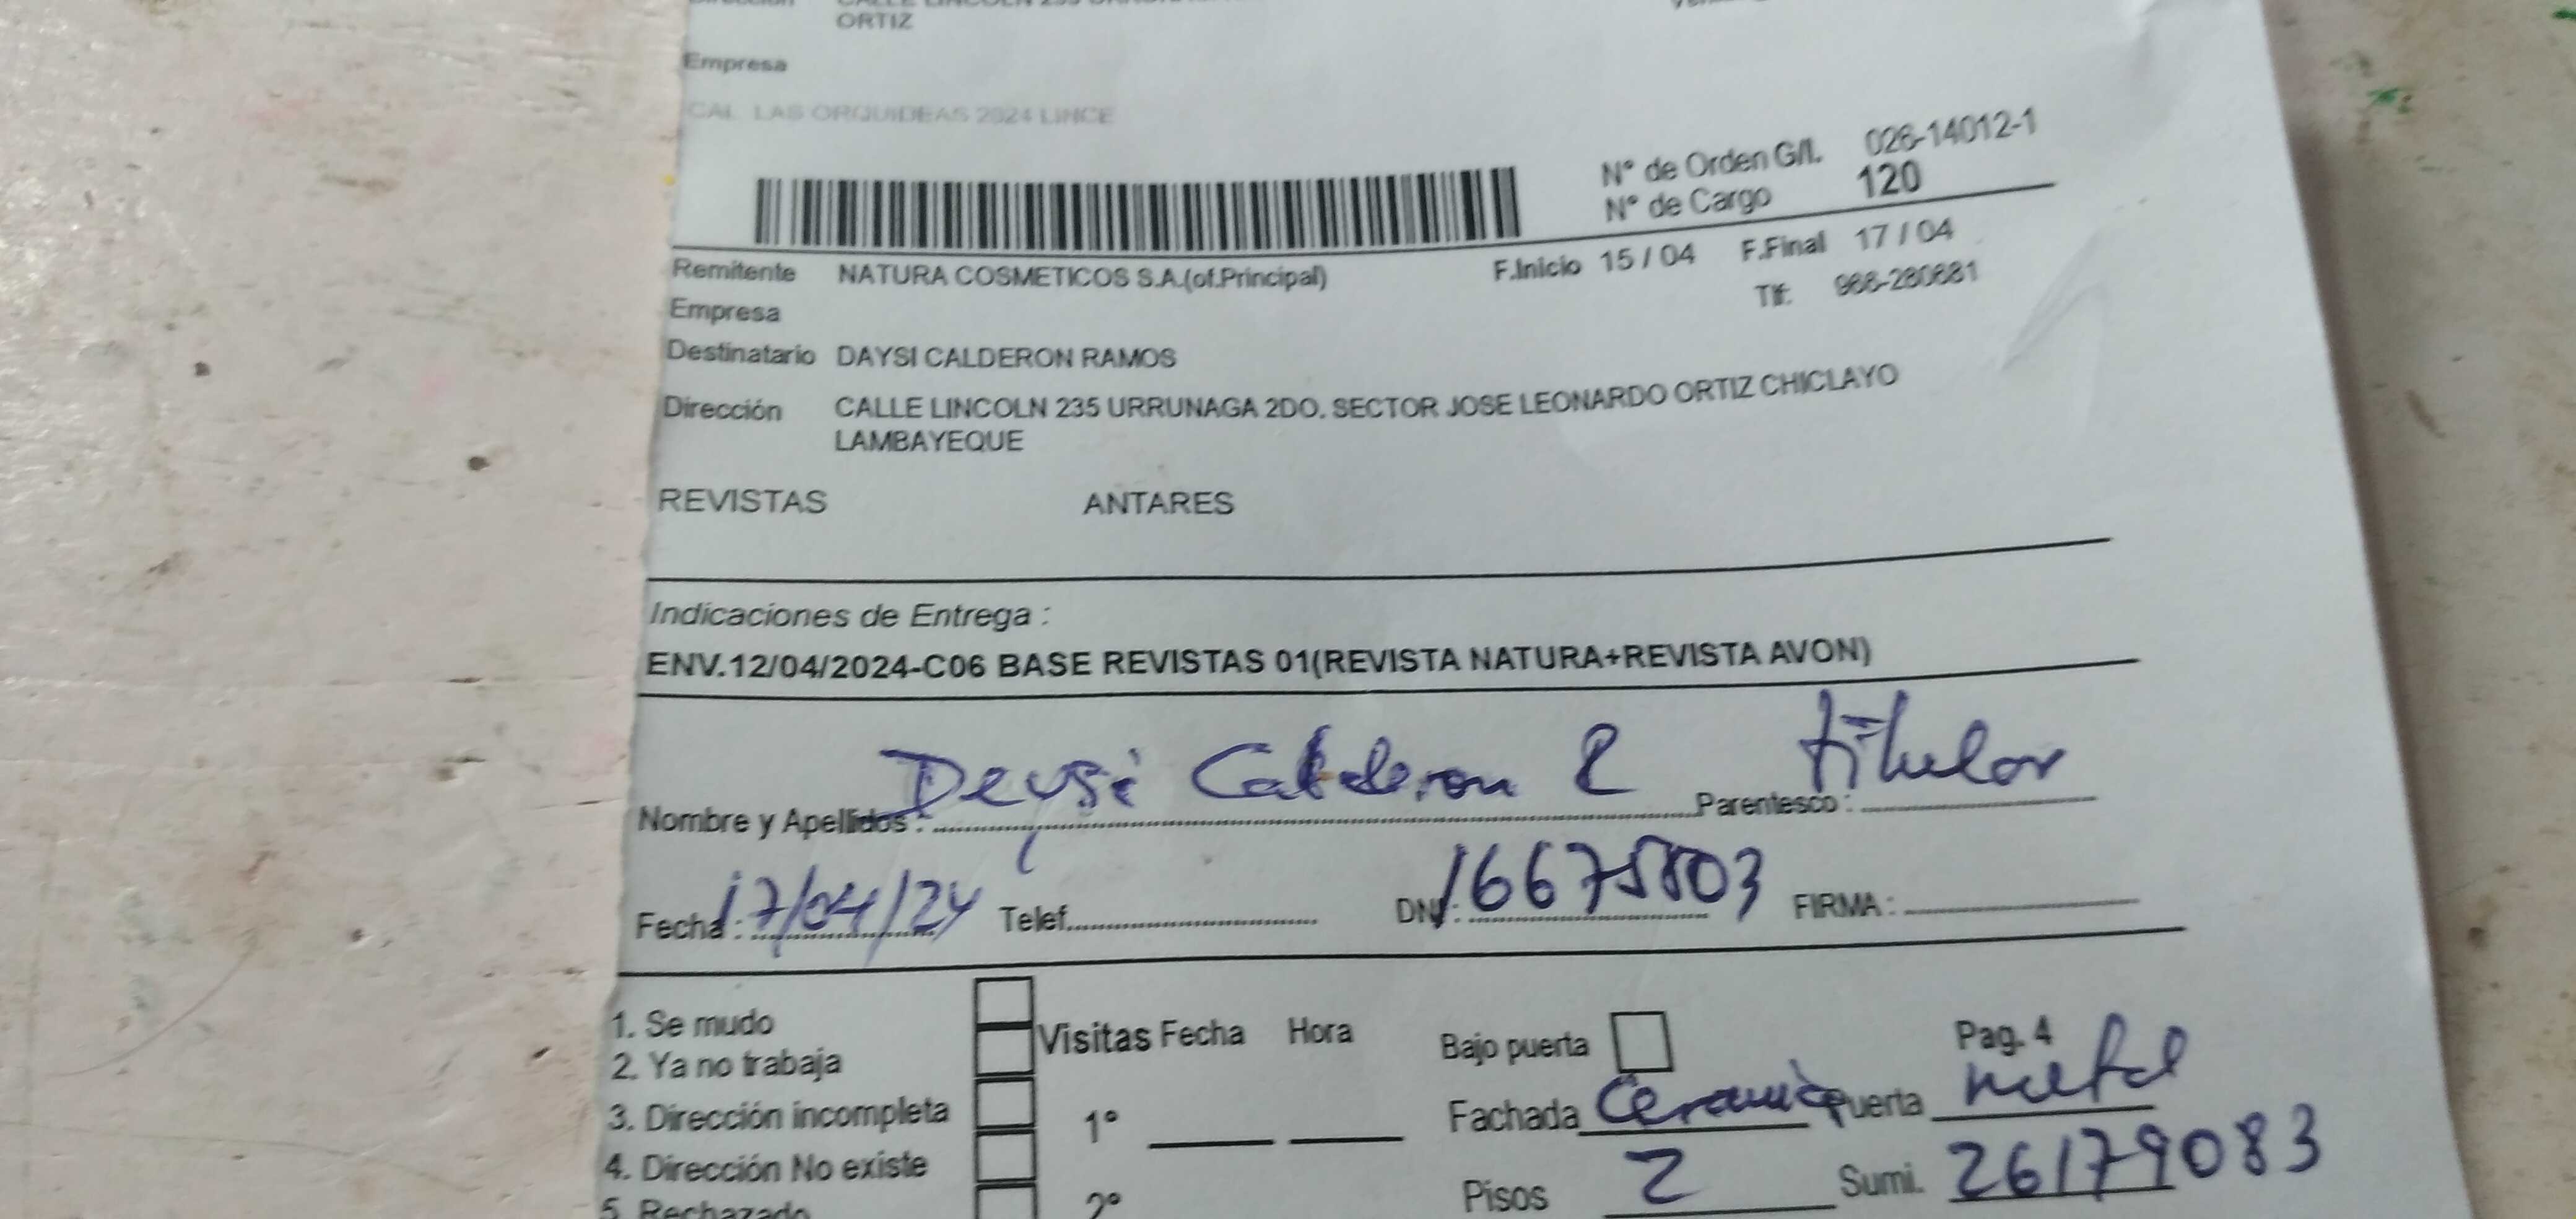 ORTIZ
Empresa
CAL. LAS ORQUIDEAS 2024 LINCE
N° de Orden G/I. 026-14012-1
N° de Cargo 120
Remitente NATURA COSMETICOS S.A.(of.Principal) F.Inicio 15 / 04 F.Final 17 / 04
Empresa Tlf: 986-280681
Destinatario DAYSI CALDERON RAMOS
Dirección CALLE LINCOLN 235 URRUNAGA 2DO. SECTOR JOSE LEONARDO ORTIZ CHICLAYO
LAMBAYEQUE
REVISTAS ANTARES
Indicaciones de Entrega :
ENV.12/04/2024-C06 BASE REVISTAS 01(REVISTA NATURA+REVISTA AVON)
Nombre y Apellidos : Deysi Calderon R Parentesco : titular
Fecha : 17/04/24 Telef. DNI: 16675803 FIRMA :
1. Se mudo
2. Ya no trabaja
3. Dirección incompleta
4. Dirección No existe
5. Rechazado
Visitas Fecha Hora
1°
2°
Bajo puerta Pag. 4
Fachada Ceramica Puerta metal
Pisos 2 Sumi. 26179083